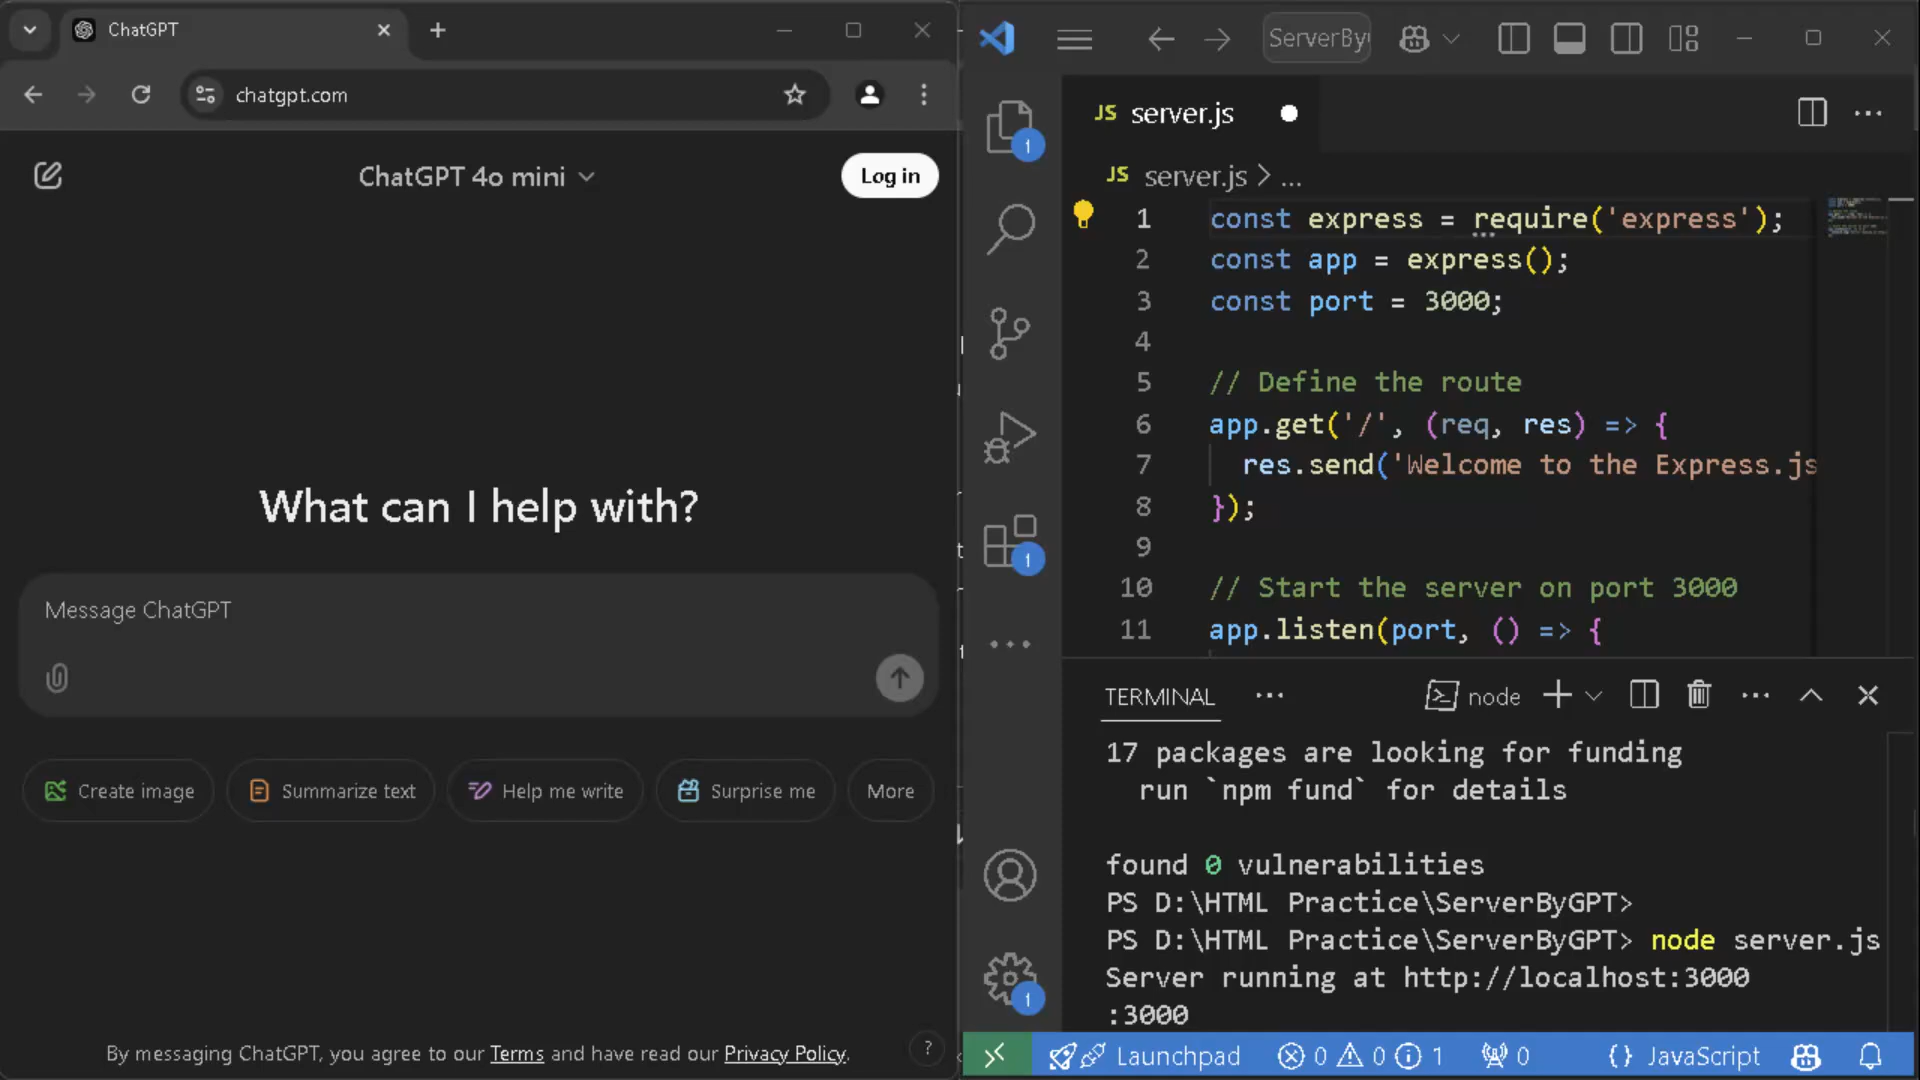 ChatGPT
chatgpt.com
ChatGPT 4o mini
Log in
What can I help with?
Message ChatGPT
Create image
Summarize text
Help me write
Surprise me
More
By messaging ChatGPT, you agree to our Terms and have read our Privacy Policy.
?
JS server.js
JS server.js > ...
1 const express = require('express');
2 const app = express();
3 const port = 3000;
4
5 // Define the route
6 app.get('/', (req, res) => {
7 res.send('Welcome to the Express.js
8 });
9
10 // Start the server on port 3000
11 app.listen(port, () => {
1
1
1
TERMINAL ...
node
17 packages are looking for funding
run `npm fund` for details
found 0 vulnerabilities
PS D:\HTML Practice\ServerByGPT>
PS D:\HTML Practice\ServerByGPT> node server.js
Server running at http://localhost:3000
:3000
Launchpad 0 0 1 0 {} JavaScript